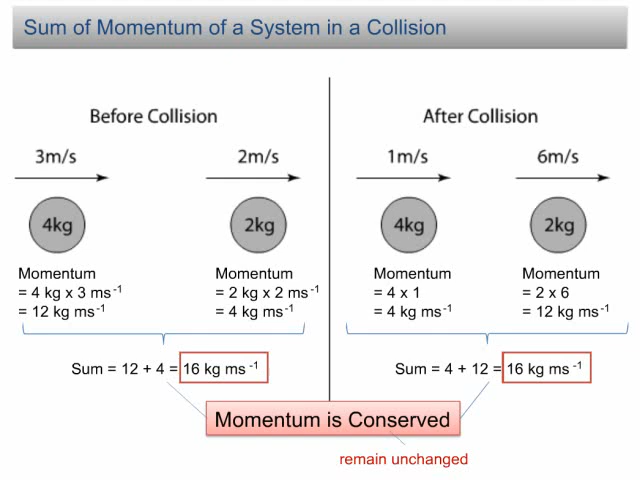 Sum of Momentum of a System in a Collision
Before Collision
3m/s
2m/s
4kg
2kg
Momentum
= 4 kg x 3 ms⁻¹
= 12 kg ms⁻¹
Momentum
= 2 kg x 2 ms⁻¹
= 4 kg ms⁻¹
Sum = 12 + 4 = 16 kg ms⁻¹
After Collision
1m/s
6m/s
4kg
2kg
Momentum
= 4 x 1
= 4 kg ms⁻¹
Momentum
= 2 x 6
= 12 kg ms⁻¹
Sum = 4 + 12 = 16 kg ms⁻¹
Momentum is Conserved
remain unchanged